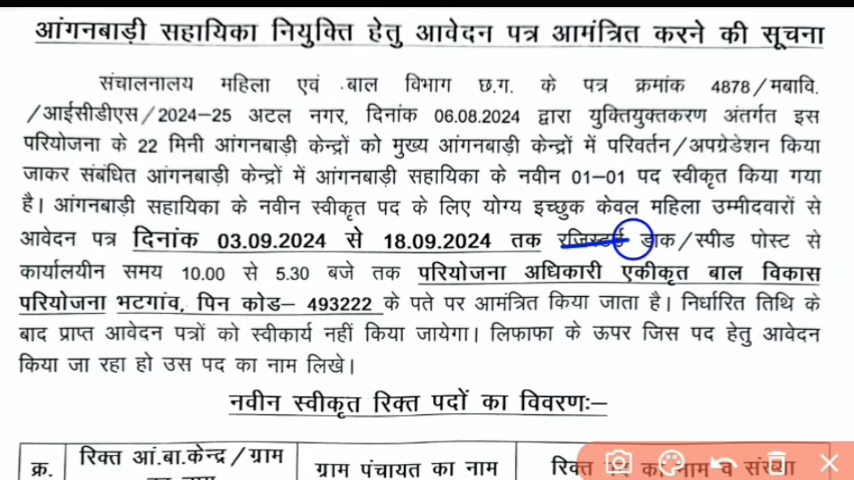 आंगनबाड़ी सहायिका नियुक्ति हेतु आवेदन पत्र आमंत्रित करने की सूचना
संचालनालय महिला एवं बाल विभाग छ.ग. के पत्र क्रमांक 4878/मबावि.
/आईसीडीएस/2024-25 अटल नगर, दिनांक 06.08.2024 द्वारा युक्तियुक्तकरण अंतर्गत इस
परियोजना के 22 मिनी आंगनबाड़ी केन्द्रों को मुख्य आंगनबाड़ी केन्द्रों में परिवर्तन/अपग्रेडेशन किया
जाकर संबंधित आंगनबाड़ी केन्द्रों में आंगनबाड़ी सहायिका के नवीन 01-01 पद स्वीकृत किया गया
है। आंगनबाड़ी सहायिका के नवीन स्वीकृत पद के लिए योग्य इच्छुक केवल महिला उम्मीदवारों से
आवेदन पत्र दिनांक 03.09.2024 से 18.09.2024 तक रजिस्टर्ड डाक/स्पीड पोस्ट से
कार्यालयीन समय 10.00 से 5.30 बजे तक परियोजना अधिकारी एकीकृत बाल विकास
परियोजना भटगांव, पिन कोड– 493222 के पते पर आमंत्रित किया जाता है। निर्धारित तिथि के
बाद प्राप्त आवेदन पत्रों को स्वीकार्य नहीं किया जायेगा। लिफाफा के ऊपर जिस पद हेतु आवेदन
किया जा रहा हो उस पद का नाम लिखे।
नवीन स्वीकृत रिक्त पदों का विवरणः–
क्र. रिक्त आं.बा.केन्द्र/ग्राम ग्राम पंचायत का नाम रिक्त पद का नाम व संख्या